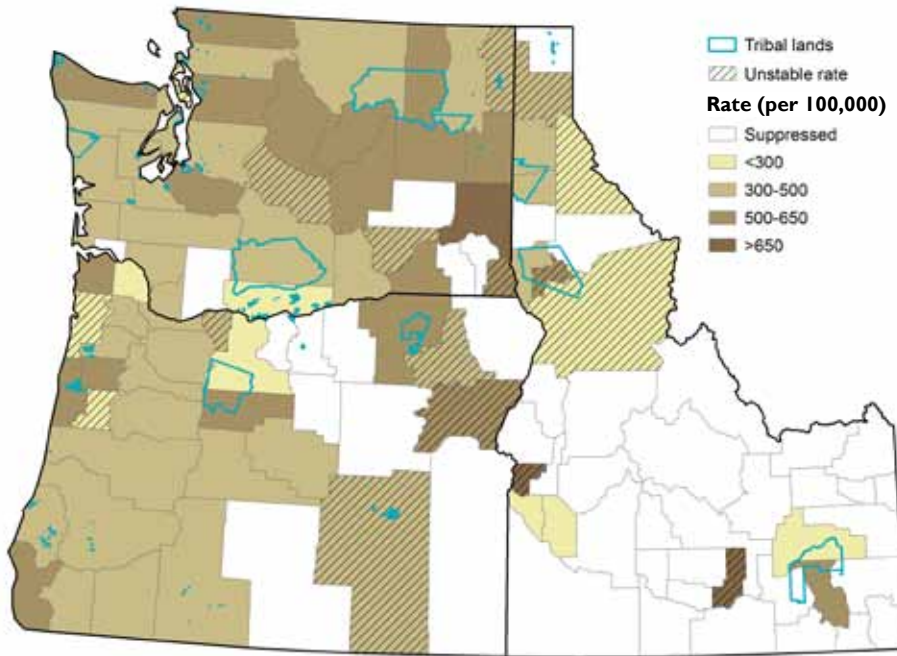 Tribal lands
Unstable rate
Rate (per 100,000)
Suppressed
<300
300-500
500-650
>650